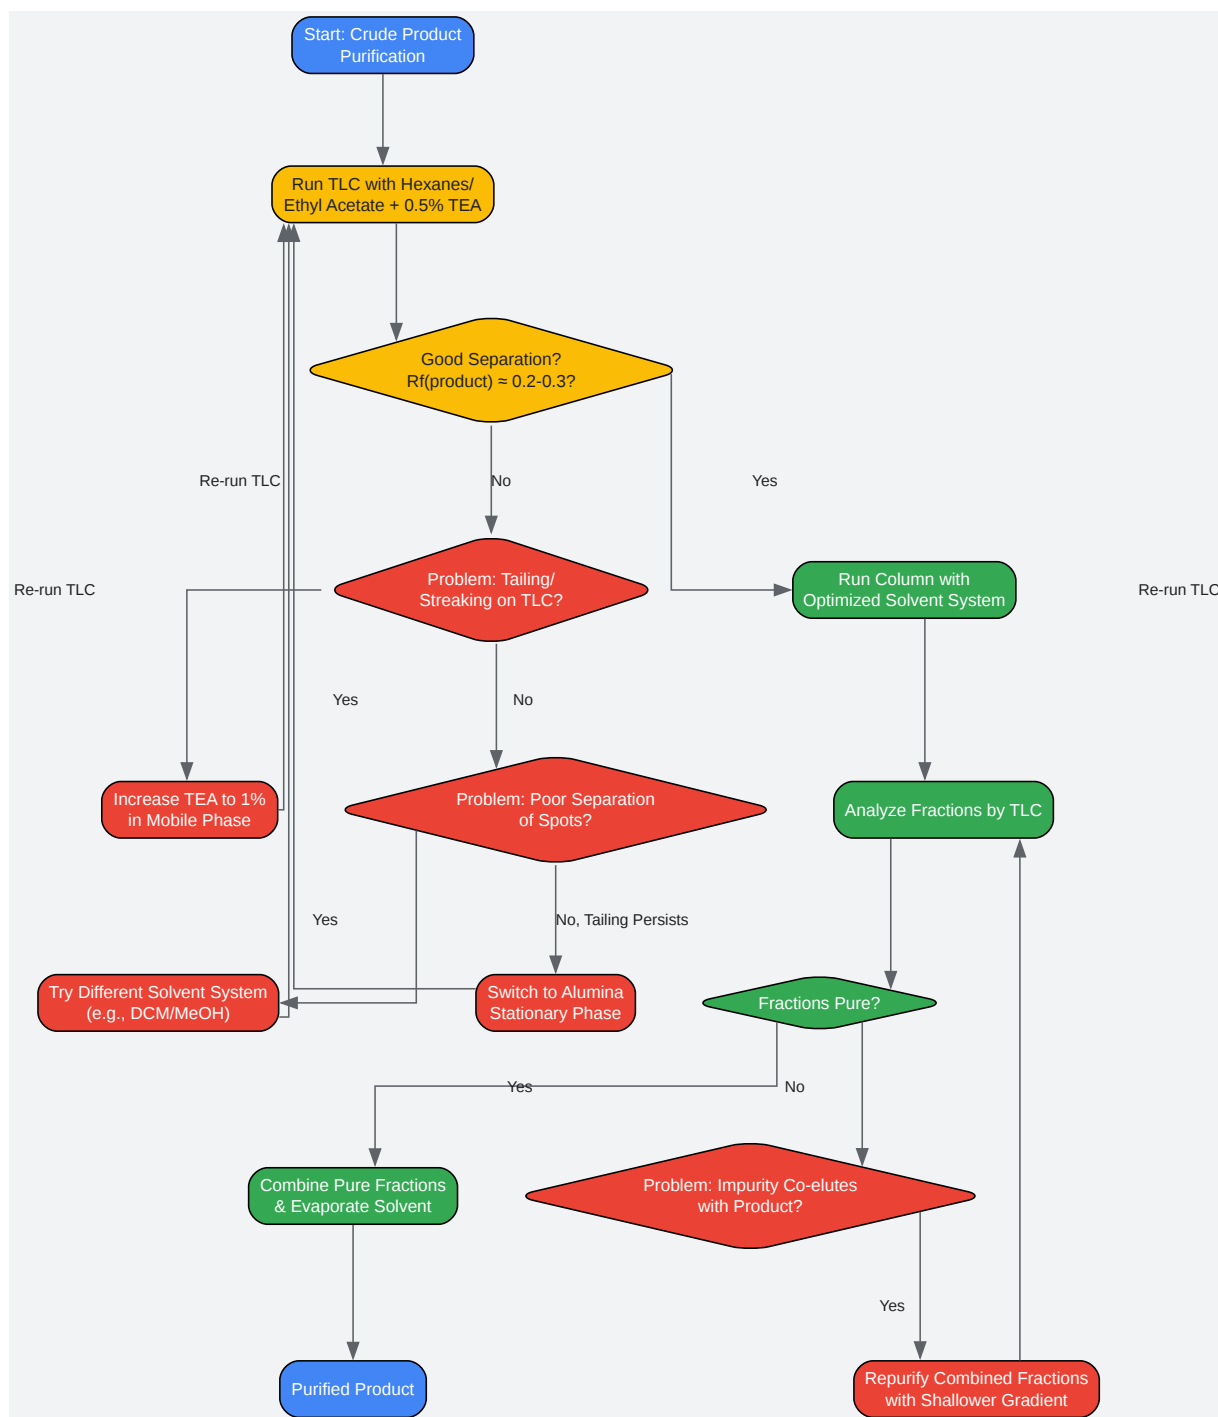 Start: Crude Product
Purification
Run TLC with Hexanes/
Ethyl Acetate + 0.5% TEA
Good Separation?
Rf(product) ≈ 0.2-0.3?
Re-run TLC
No
Yes
Re-run TLC
Problem: Tailing/
Streaking on TLC?
Run Column with
Optimized Solvent System
Re-run TLC
Yes
No
Increase TEA to 1%
in Mobile Phase
Problem: Poor Separation
of Spots?
Analyze Fractions by TLC
Yes
No, Tailing Persists
Try Different Solvent System
(e.g., DCM/MeOH)
Switch to Alumina
Stationary Phase
Fractions Pure?
Yes
No
Combine Pure Fractions
& Evaporate Solvent
Problem: Impurity Co-elutes
with Product?
Yes
Purified Product
Repurify Combined Fractions
with Shallower Gradient